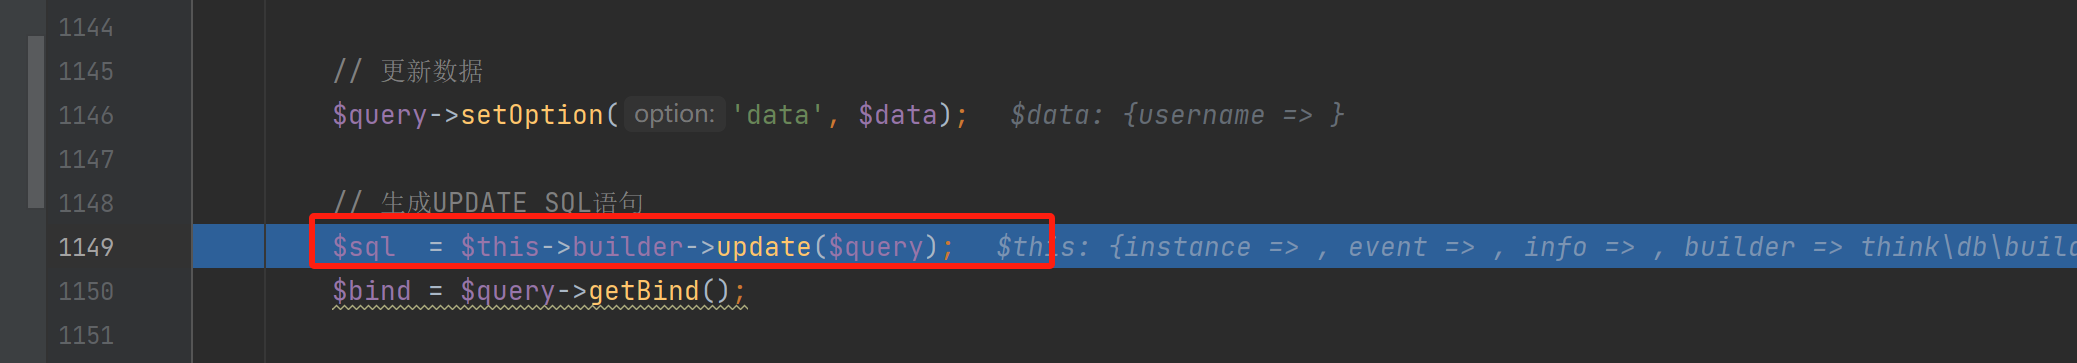 1144
1145 // 更新数据
1146 $query->setOption( option: 'data', $data); $data: {username => }
1147
1148 // 生成UPDATE SQL语句
1149 $sql = $this->builder->update($query); $this: {instance => , event => , info => , builder => think\db\buil
1150 $bind = $query->getBind();
1151